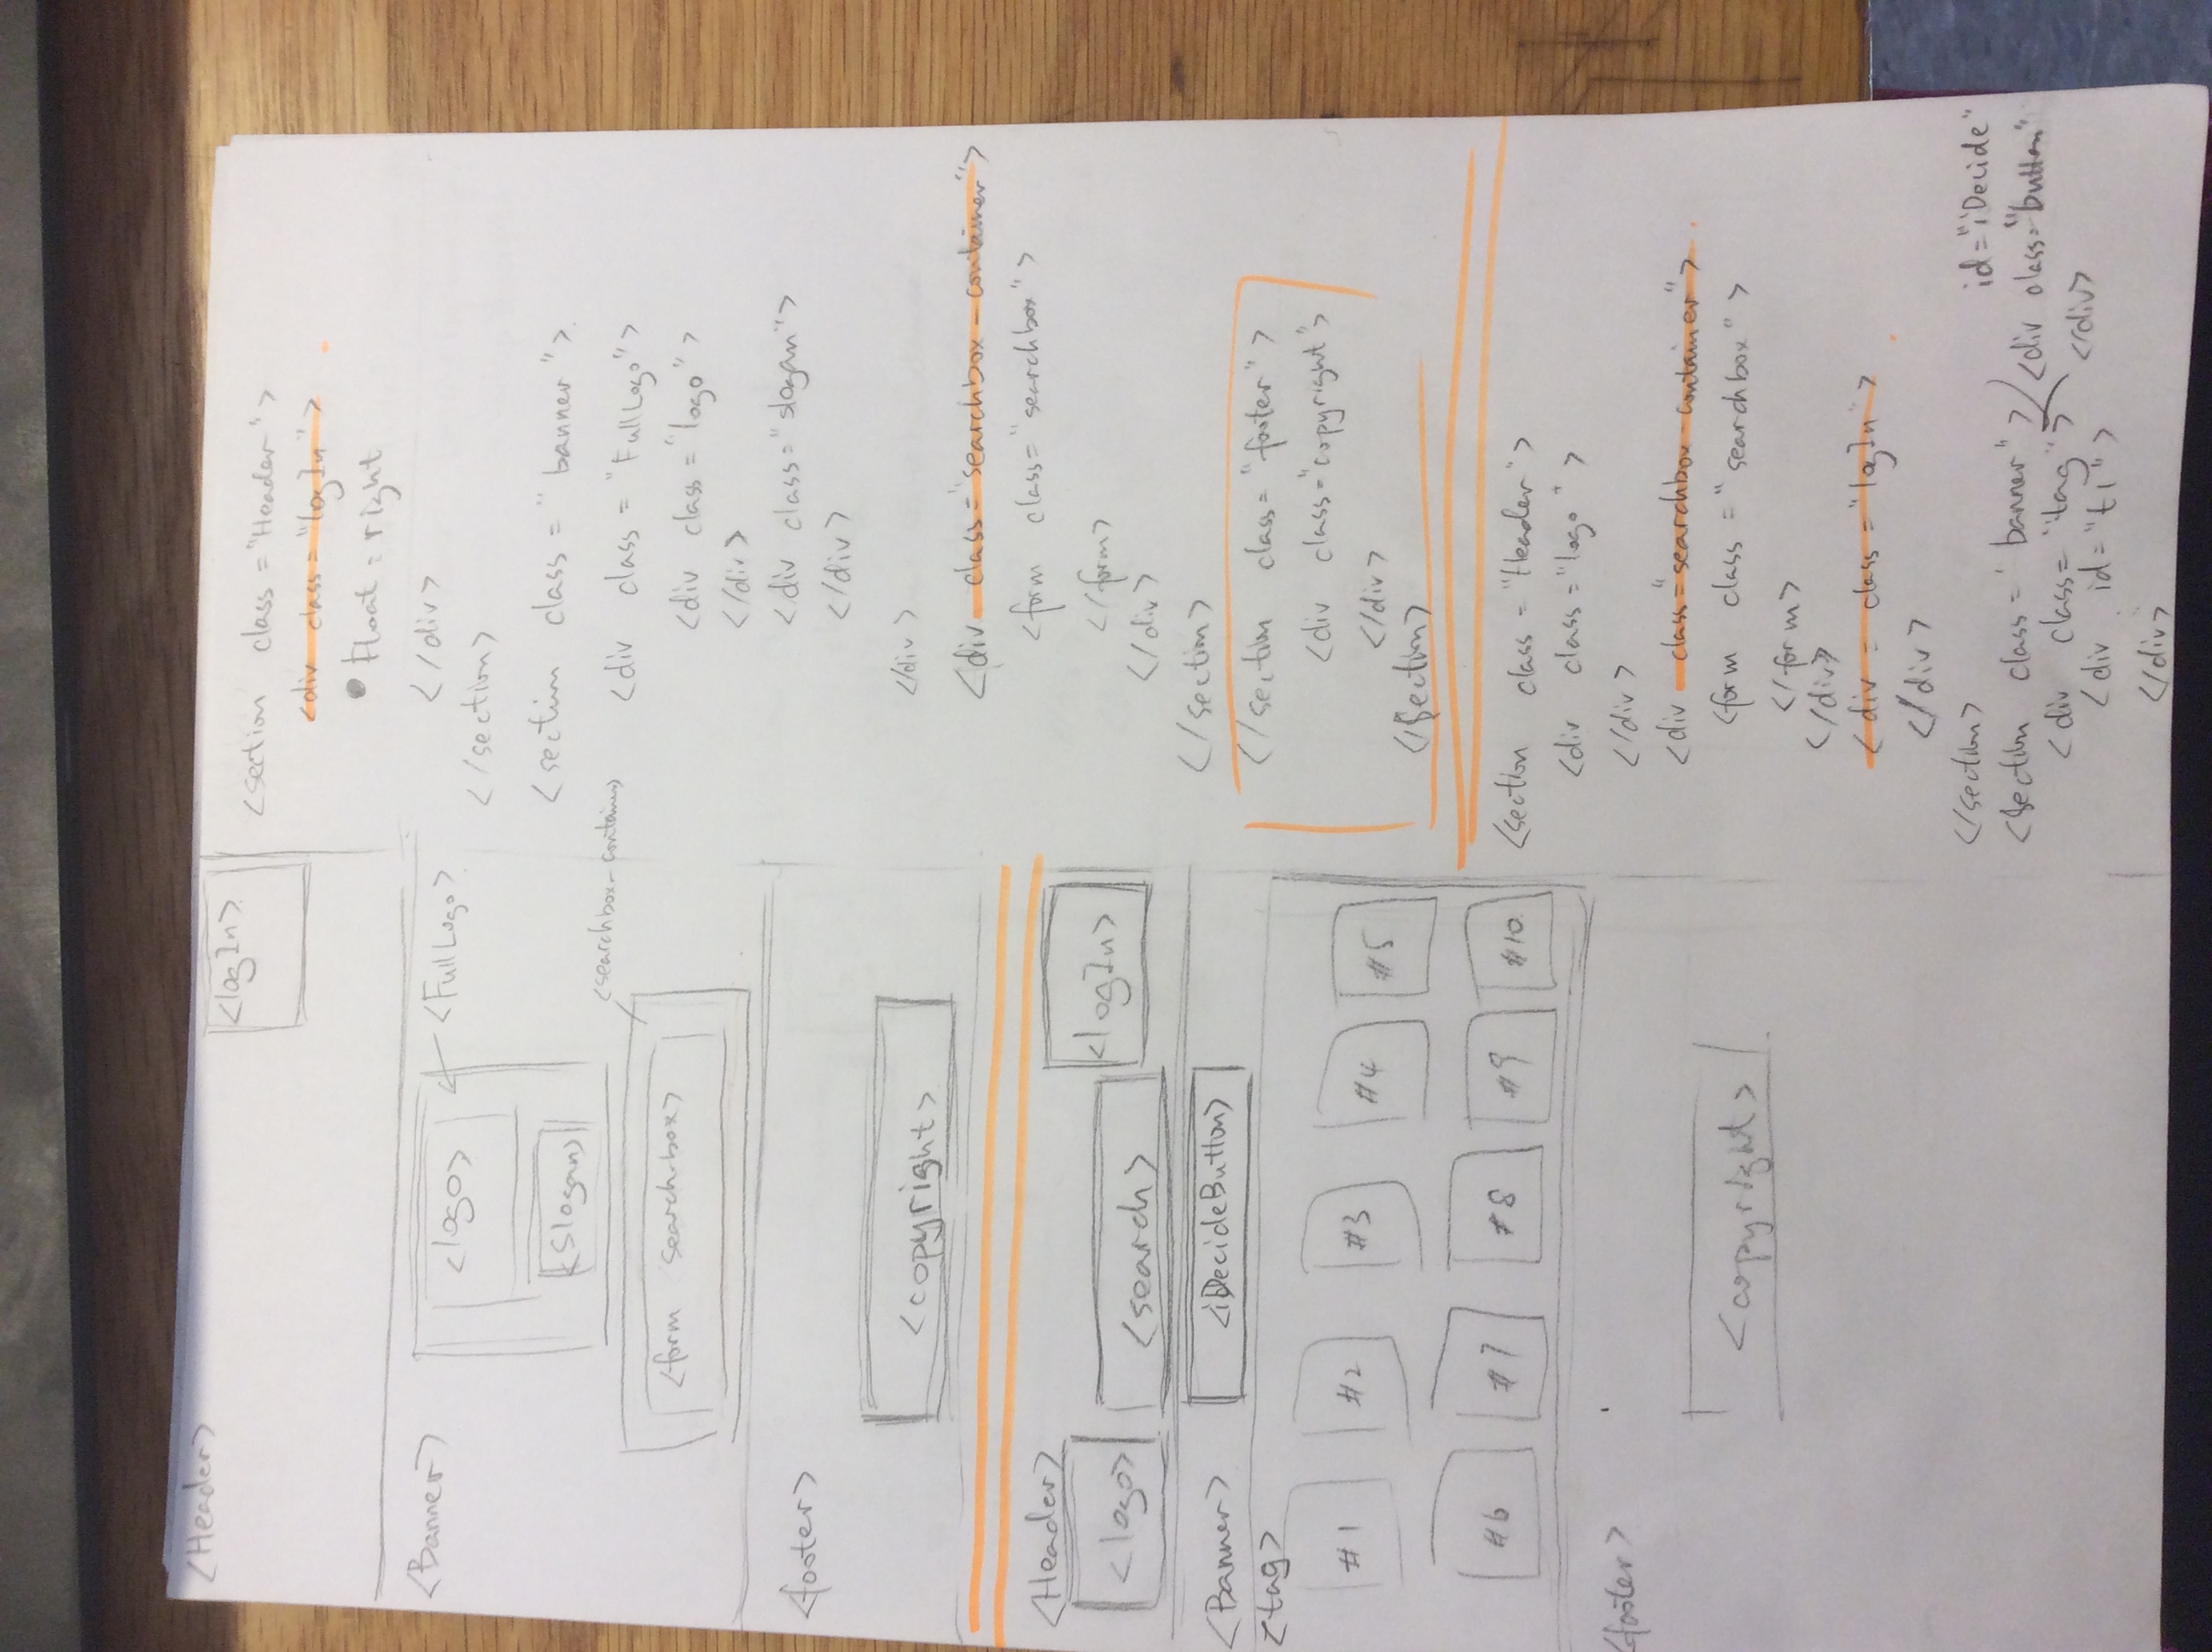 <Header>
<logIn>
<Banner>
<logo>
<FullLogo>
<Slogan>
<searchbox-container>
<form search-box>
<footer>
<copyright>
<Header>
<logo>
<search>
<logIn>
<Banner>
<iDecideButton>
<tag>
#1 #2 #3 #4 #5
#6 #7 #8 #9 #10
<footer>
<copyright>
<section class="Header">
<div class="logIn">
• Float: right
</div>
</section>
<section class="banner">
<div class="FullLogo">
<div class="logo">
</div>
<div class="slogan">
</div>
</div>
<div class="searchbox-container">
<form class="searchbox">
</form>
</div>
</section>
</section class="footer">
<div class="copyright">
</div>
</section>
<section class="Header">
<div class="logo">
</div>
<div class="searchbox-container">
<form class="searchbox">
</form>
</div>
<div = class="logIn">
</div>
</section>
<section class='banner">
id="iDecide"
<div class="button"
</div>
<div class="tag">
<div id="t1">
</div>